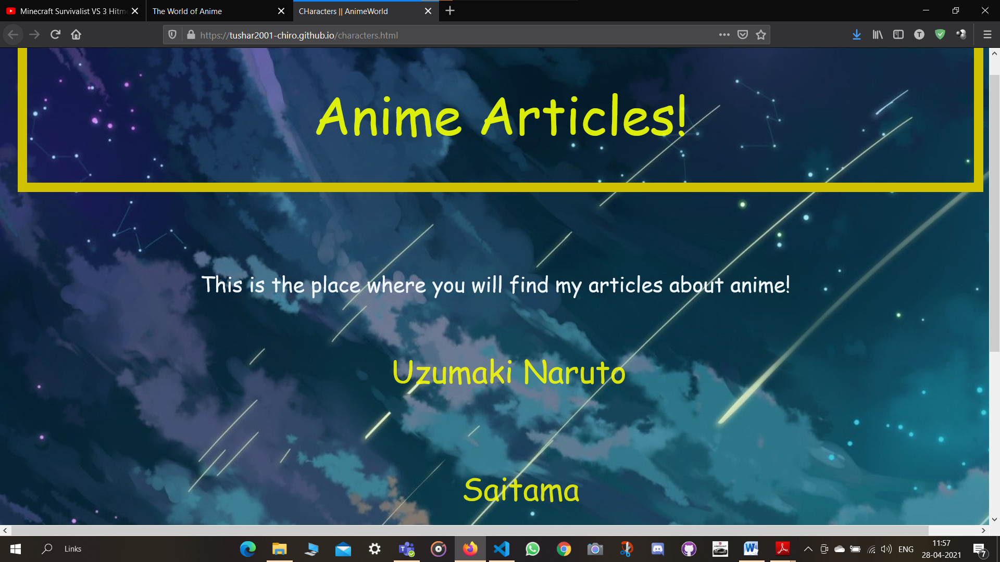 Minecraft Survivalist VS 3 Hitm
The World of Anime
CHaracters || AnimeWorld
https://tushar2001-chiro.github.io/characters.html
Anime Articles!
This is the place where you will find my articles about anime!
Uzumaki Naruto
Saitama
Links
ENG
11:57
28-04-2021
7